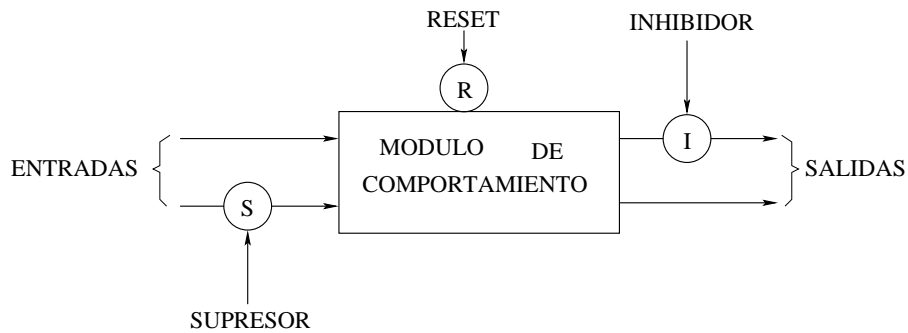 RESET
INHIBIDOR
R
MODULO DE
COMPORTAMIENTO
I
ENTRADAS
SALIDAS
S
SUPRESOR